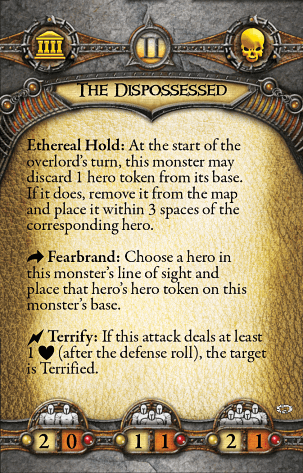 II
THE DISPOSSESSED
Ethereal Hold: At the start of the
overlord's turn, this monster may
discard 1 hero token from its base.
If it does, remove it from the map
and place it within 3 spaces of the
corresponding hero.
Fearbrand: Choose a hero in
this monster's line of sight and
place that hero's hero token on this
monster's base.
Terrify: If this attack deals at least
1 (after the defense roll), the target
is Terrified.
2 0 1 1 2 1